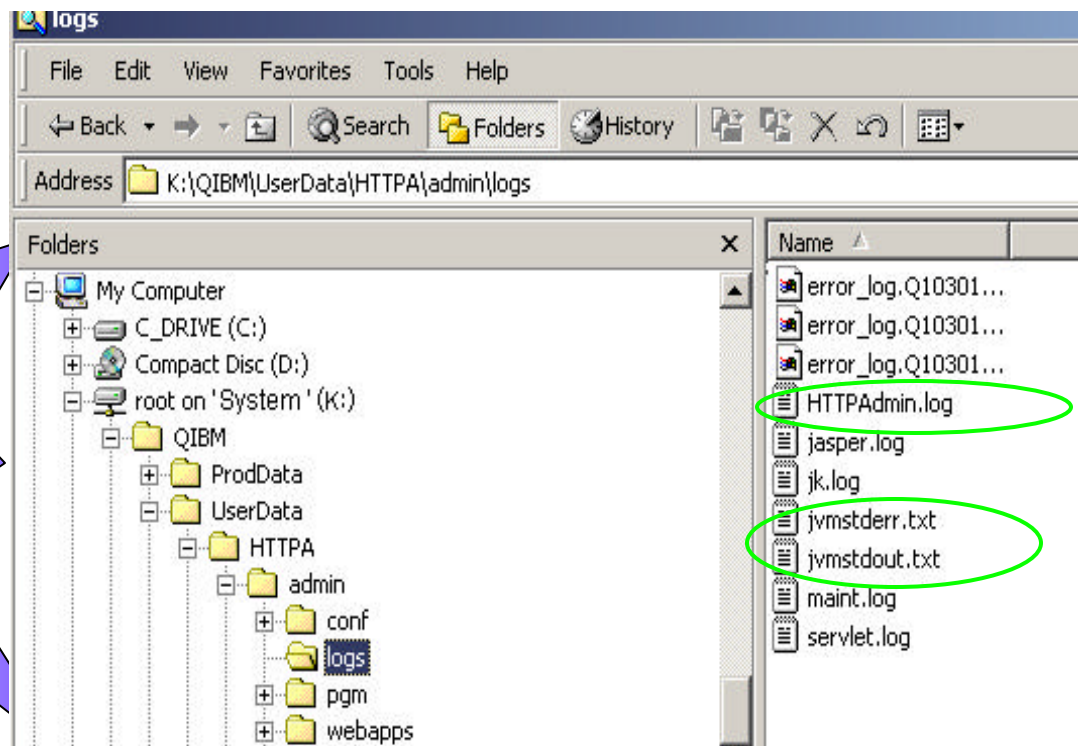 logs
File Edit View Favorites Tools Help
Back Search Folders History
Address K:\QIBM\UserData\HTTPA\admin\logs
Folders x
My Computer
C_DRIVE (C:)
Compact Disc (D:)
root on 'System ' (K:)
QIBM
ProdData
UserData
HTTPA
admin
conf
logs
pgm
webapps
Name
error_log.Q10301...
error_log.Q10301...
error_log.Q10301...
HTTPAdmin.log
jasper.log
jk.log
jvmstderr.txt
jvmstdout.txt
maint.log
servlet.log